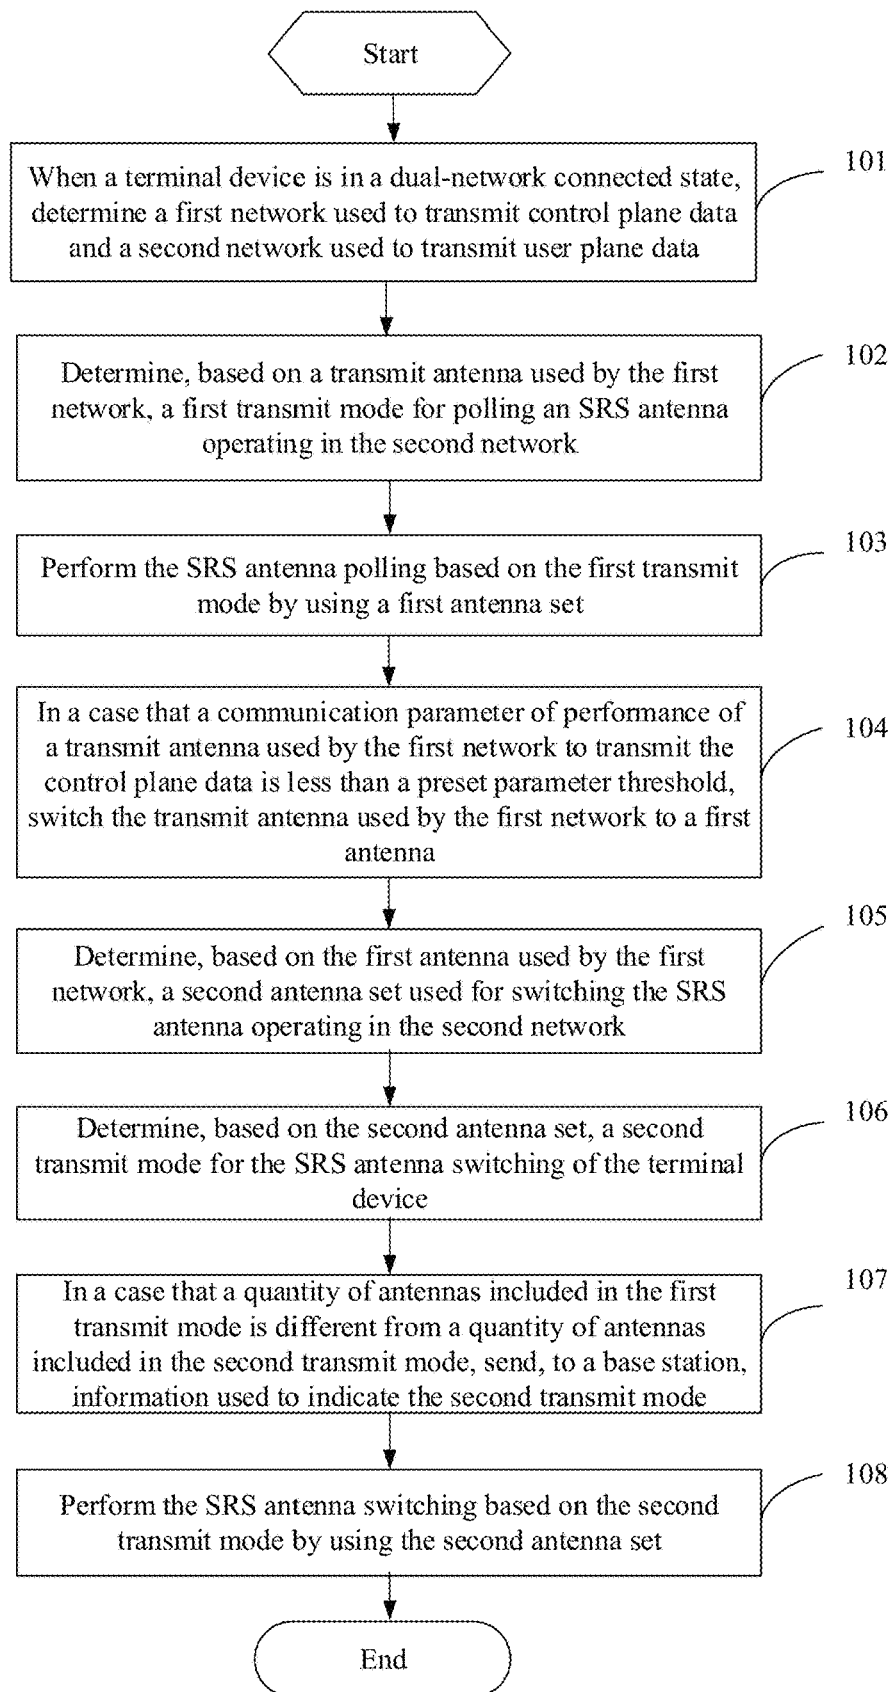 Start
101
When a terminal device is in a dual-network connected state,
determine a first network used to transmit control plane data
and a second network used to transmit user plane data
102
Determine, based on a transmit antenna used by the first
network, a first transmit mode for polling an SRS antenna
operating in the second network
103
Perform the SRS antenna polling based on the first transmit
mode by using a first antenna set
104
In a case that a communication parameter of performance of
a transmit antenna used by the first network to transmit the
control plane data is less than a preset parameter threshold,
switch the transmit antenna used by the first network to a first
antenna
105
Determine, based on the first antenna used by the first
network, a second antenna set used for switching the SRS
antenna operating in the second network
106
Determine, based on the second antenna set, a second
transmit mode for the SRS antenna switching of the terminal
device
107
In a case that a quantity of antennas included in the first
transmit mode is different from a quantity of antennas
included in the second transmit mode, send, to a base station,
information used to indicate the second transmit mode
108
Perform the SRS antenna switching based on the second
transmit mode by using the second antenna set
End